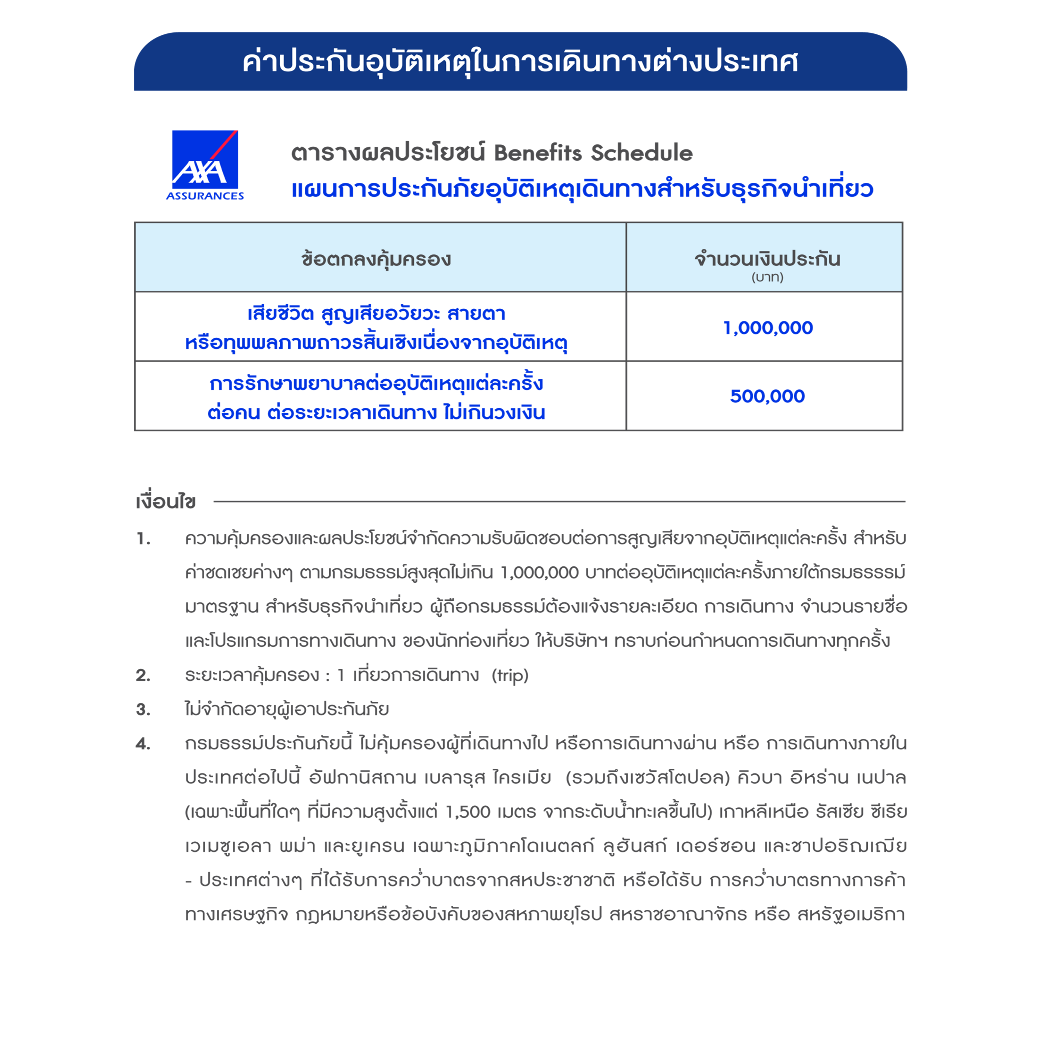 ค่าประกันอุบัติเหตุในการเดินทางต่างประเทศ
AXA
ASSURANCES
ตารางผลประโยชน์ Benefits Schedule
แผนการประกันภัยอุบัติเหตุเดินทางสำหรับธุรกิจนำเที่ยว
ข้อตกลงคุ้มครอง
จำนวนเงินประกัน
(บาท)
เสียชีวิต สูญเสียอวัยวะ สายตา
หรือทุพพลภาพถาวรสิ้นเชิงเนื่องจากอุบัติเหตุ
1,000,000
การรักษาพยาบาลต่ออุบัติเหตุแต่ละครั้ง
ต่อคน ต่อระยะเวลาเดินทาง ไม่เกินวงเงิน
500,000
เงื่อนไข
1. ความคุ้มครองและผลประโยชน์จำกัดความรับผิดชอบต่อการสูญเสียจากอุบัติเหตุแต่ละครั้ง สำหรับ
ค่าชดเชยค่างๆ ตามกรมธรรม์สูงสุดไม่เกิน 1,000,000 บาทต่ออุบัติเหตุแต่ละครั้งภายใต้กรมธรรรม์
มาตรฐาน สำหรับธุรกิจนำเที่ยว ผู้ถือกรมธรรม์ต้องแจ้งรายละเอียด การเดินทาง จำนวนรายชื่อ
และโปรแกรมการทางเดินทาง ของนักท่องเที่ยว ให้บริษัทฯ ทราบก่อนกำหนดการเดินทางทุกครั้ง
2. ระยะเวลาคุ้มครอง : 1 เที่ยวการเดินทาง (trip)
3. ไม่จำกัดอายุผู้เอาประกันภัย
4. กรมธรรม์ประกันภัยนี้ ไม่คุ้มครองผู้ที่เดินทางไป หรือการเดินทางผ่าน หรือ การเดินทางภายใน
ประเทศต่อไปนี้ อัฟกานิสถาน เบลารุส ไครเมีย (รวมถึงเซวัสโตปอล) คิวบา อิหร่าน เนปาล
(เฉพาะพื้นที่ใดๆ ที่มีความสูงตั้งแต่ 1,500 เมตร จากระดับน้ำทะเลขึ้นไป) เกาหลีเหนือ รัสเซีย ซีเรีย
เวเมซูเอลา พม่า และยูเครน เฉพาะภูมิภาคโดเนตสก์ ลูฮันสก์ เคอร์ซอน และซาปอริฌเฌีย
- ประเทศต่างๆ ที่ได้รับการคว่ำบาตรจากสหประชาชาติ หรือได้รับ การคว่ำบาตรทางการค้า
ทางเศรษฐกิจ กฎหมายหรือข้อบังคับของสหภาพยุโรป สหราชอาณาจักร หรือ สหรัฐอเมริกา